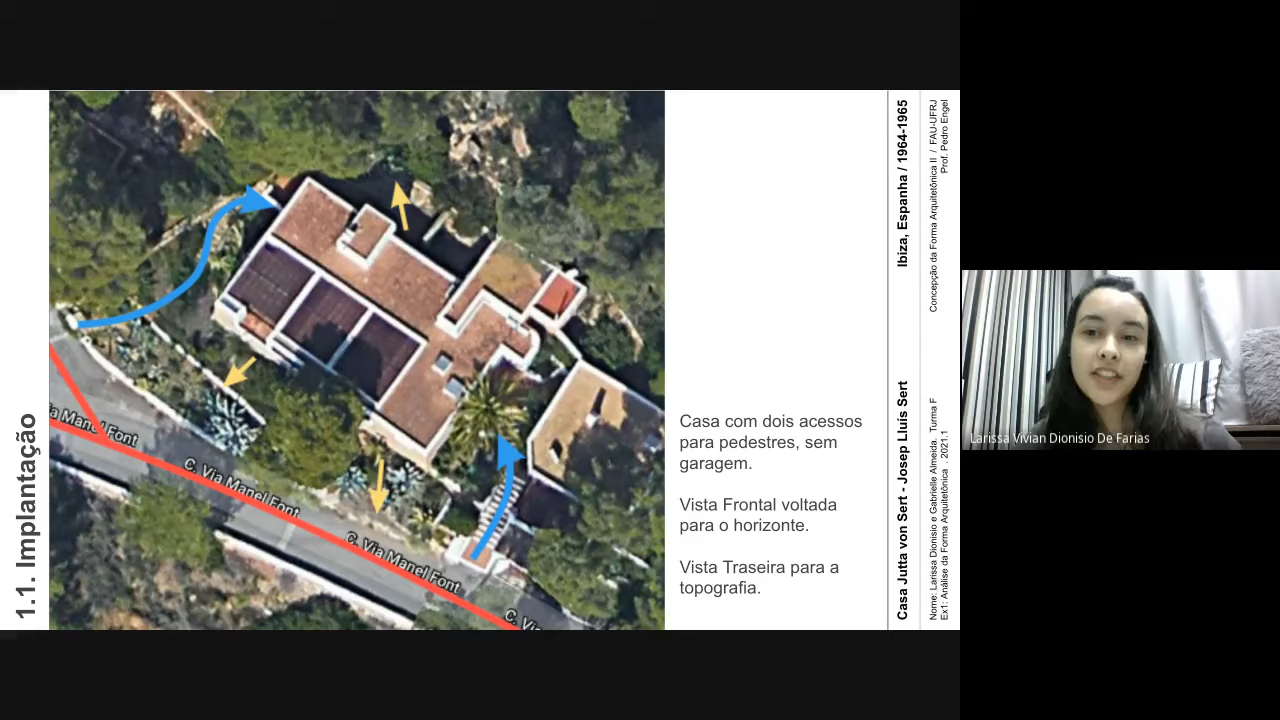 1.1. Implantação
a Manel Font
C. Via Manel Font
C. Via Manel Font
C. Via
Casa com dois acessos
para pedestres, sem
garagem.
Vista Frontal voltada
para o horizonte.
Vista Traseira para a
topografia.
Casa Jutta von Sert - Josep Lluís Sert
Ibiza, Espanha / 1964-1965
Nome: Larissa Dionisio e Gabrielle Almeida. Turma F
Ex1: Análise da Forma Arquitetônica . 2021.1
Concepção da Forma Arquitetônica II / FAU-UFRJ
Prof. Pedro Engel
Larissa Vivian Dionisio De Farias